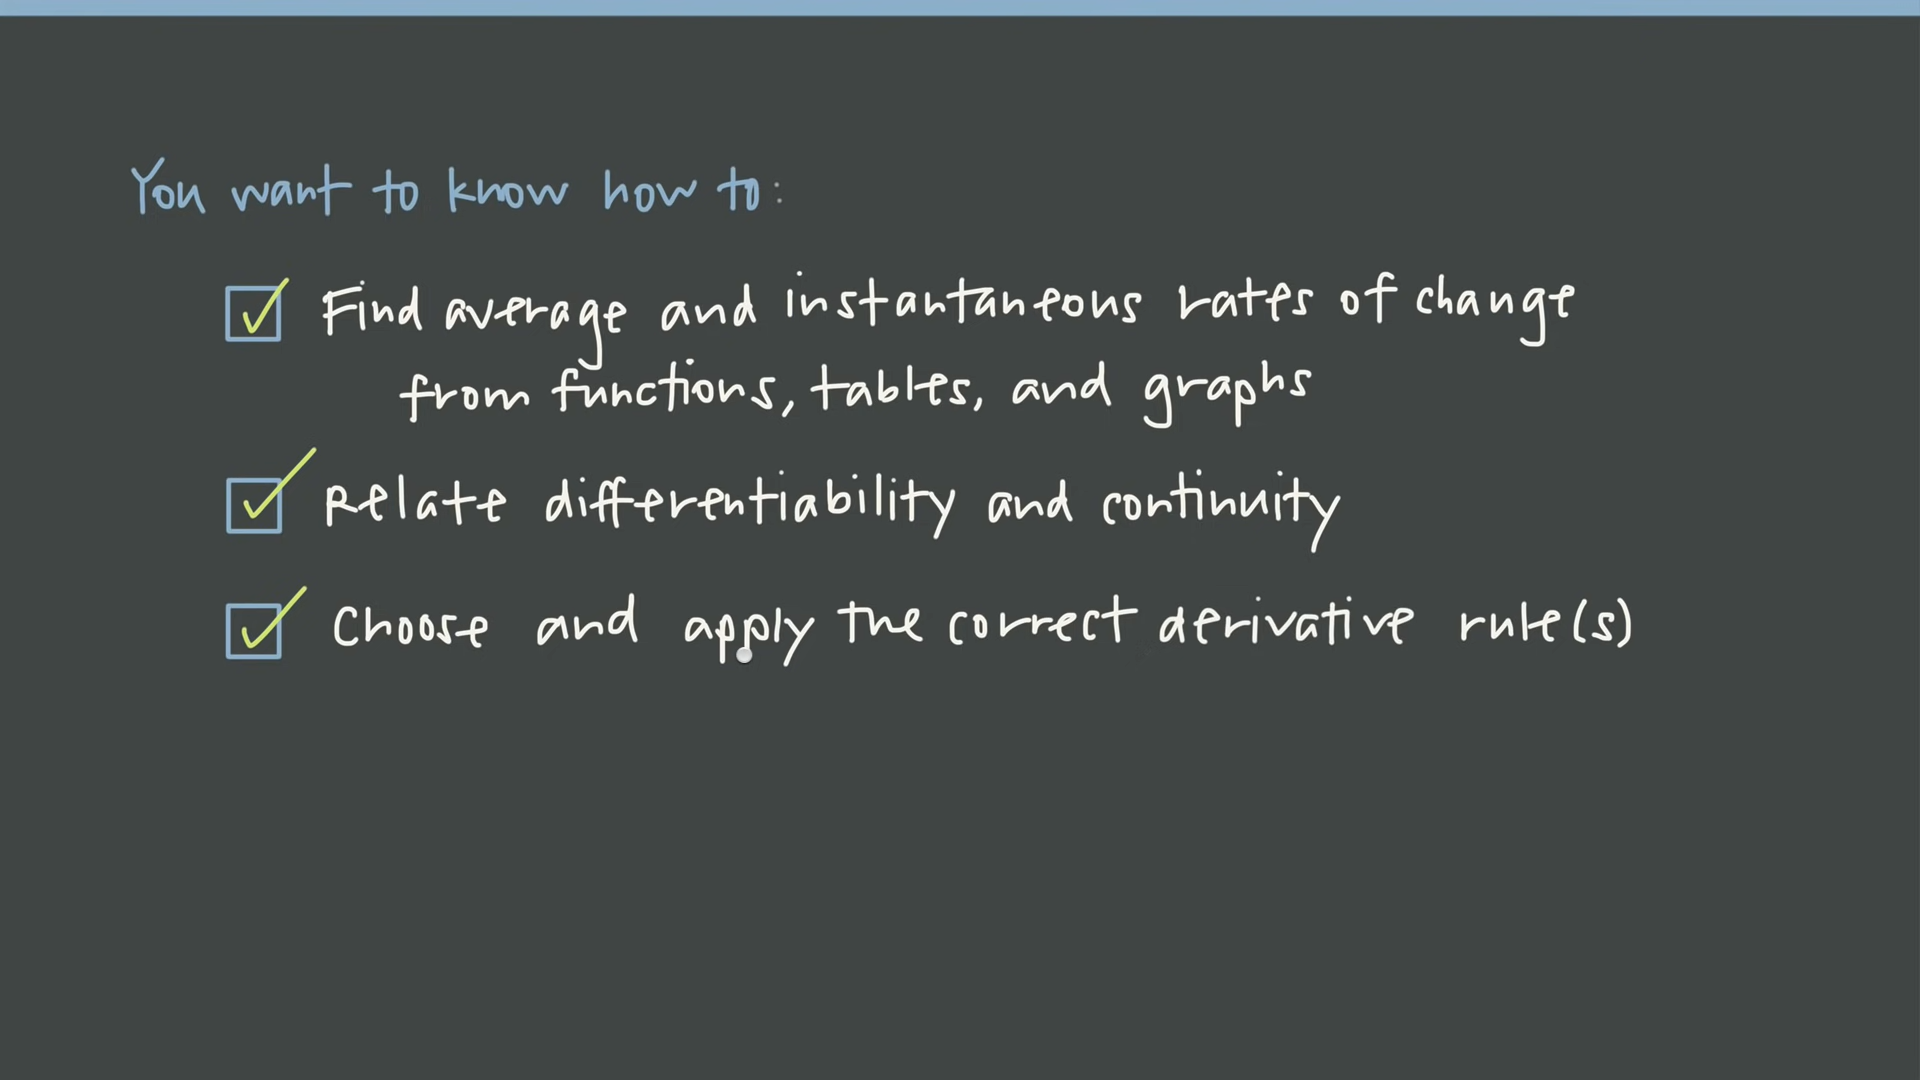 You want to know how to:
Find average and instantaneous rates of change
from functions, tables, and graphs
Relate differentiability and continuity
Choose and apply the correct derivative rule(s)